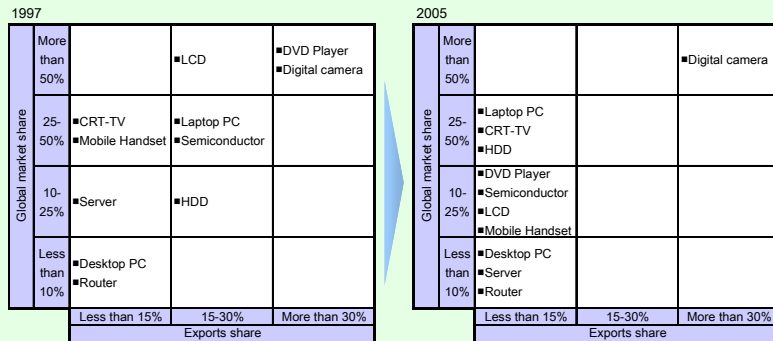 1997
Global market share
More
than
50%
■LCD
■DVD Player
■Digital camera
25-
50%
■CRT-TV
■Mobile Handset
■Laptop PC
■Semiconductor
10-
25%
■Server
■HDD
Less
than
10%
■Desktop PC
■Router
Less than 15%
15-30%
More than 30%
Exports share
2005
Global market share
More
than
50%
■Digital camera
25-
50%
■Laptop PC
■CRT-TV
■HDD
10-
25%
■DVD Player
■Semiconductor
■LCD
■Mobile Handset
Less
than
10%
■Desktop PC
■Server
■Router
Less than 15%
15-30%
More than 30%
Exports share